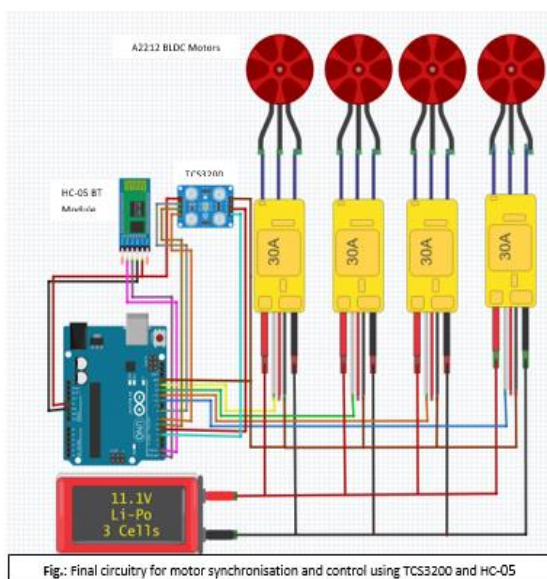 A2212 BLDC Motors
TCS3200
HC-05 BT
Module
30A
30A
30A
30A
UNO
11.1V
Li-Po
3 Cells
Fig.: Final circuitry for motor synchronisation and control using TCS3200 and HC-05